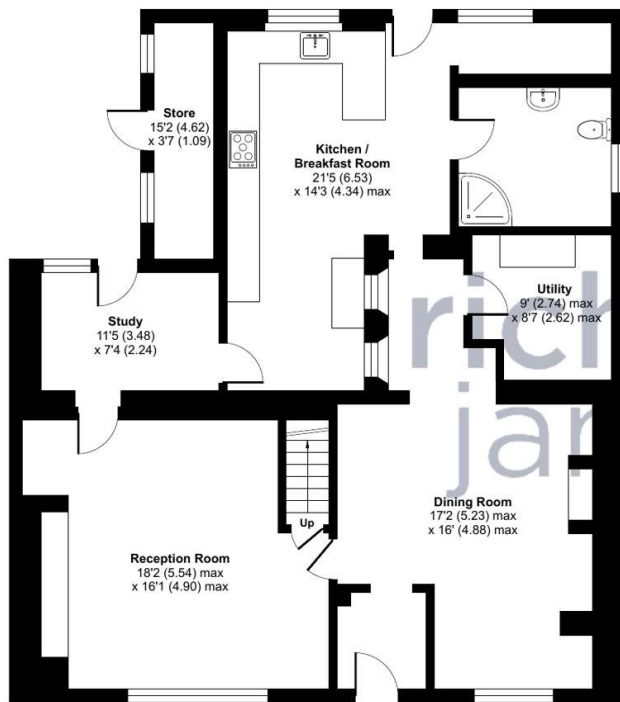 Store
15'2 (4.62)
x 3'7 (1.09)
Kitchen /
Breakfast Room
21'5 (6.53)
x 14'3 (4.34) max
Utility
9' (2.74) max
x 8'7 (2.62) max
Study
11'5 (3.48)
x 7'4 (2.24)
Up
Dining Room
17'2 (5.23) max
x 16' (4.88) max
Reception Room
18'2 (5.54) max
x 16'1 (4.90) max
rich
jam